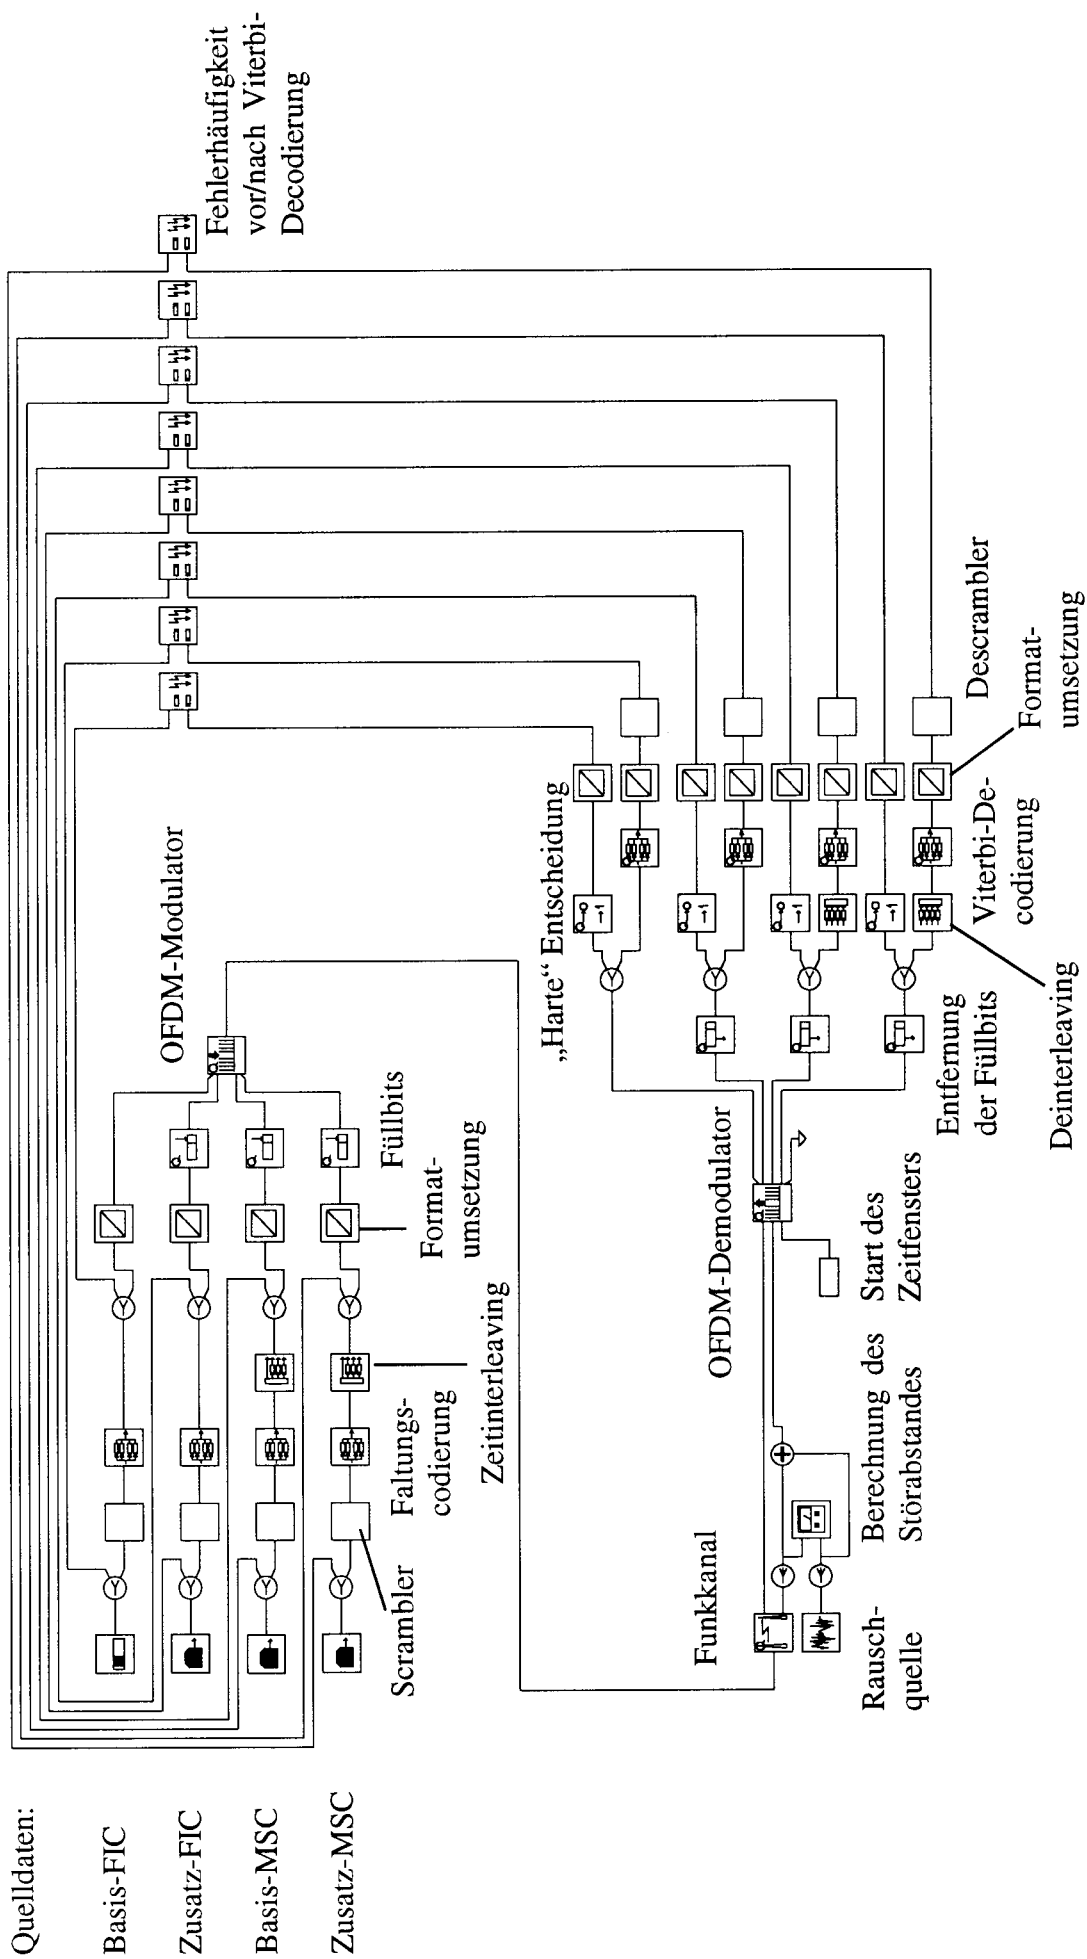 Quelldaten:
Basis-FIC
Zusatz-FIC
Basis-MSC
Zusatz-MSC
Scrambler
Faltungs-
codierung
Zeitinterleaving
Format-
umsetzung
Füllbits
OFDM-Modulator
Fehlerhäufigkeit
vor/nach Viterbi-
Decodierung
Funkkanal
Rausch-
quelle
Berechnung des
Störabstandes
OFDM-Demodulator
Start des
Zeitfensters
Entfernung
der Füllbits
Deinterleaving
„Harte“ Entscheidung
Viterbi-De-
codierung
Descrambler
Format-
umsetzung